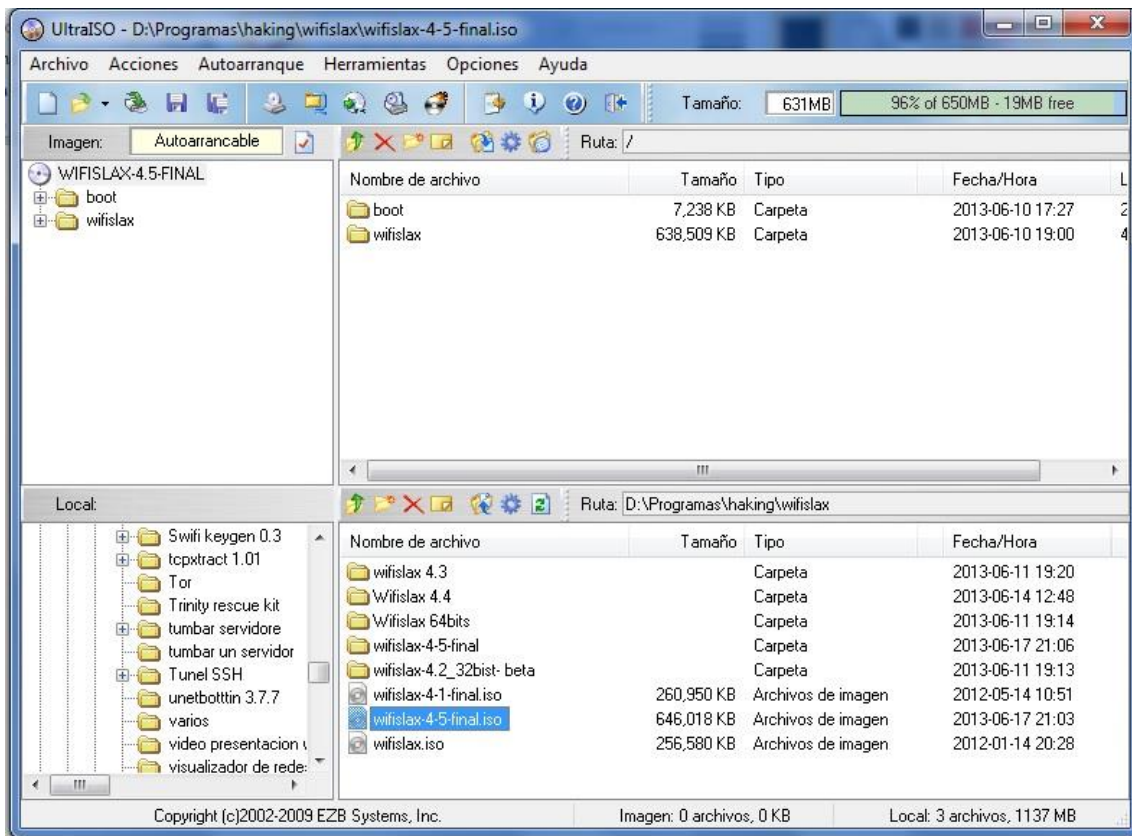 UltraISO - D:\Programas\haking\wifislax\wifislax-4-5-final.iso
Archivo Acciones Autoarranque Herramientas Opciones Ayuda
Tamaño: 631MB 96% of 650MB - 19MB free
Imagen: Autoarrancable Ruta: /
WIFISLAX-4.5-FINAL
boot
wifislax
Nombre de archivo Tamaño Tipo Fecha/Hora L
boot 7,238 KB Carpeta 2013-06-10 17:27 2
wifislax 638,509 KB Carpeta 2013-06-10 19:00 4
Local: Ruta: D:\Programas\haking\wifislax
Swifi keygen 0.3
tcpxtract 1.01
Tor
Trinity rescue kit
tumbar servidore
tumbar un servidor
Tunel SSH
unetbotttin 3.7.7
varios
video presentacion
visualizador de rede
Nombre de archivo Tamaño Tipo Fecha/Hora
wifislax 4.3 Carpeta 2013-06-11 19:20
Wifislax 4.4 Carpeta 2013-06-14 12:48
Wifislax 64bits Carpeta 2013-06-11 19:14
wifislax-4-5-final Carpeta 2013-06-17 21:06
wifislax-4.2_32bist- beta Carpeta 2013-06-11 19:13
wifislax-4-1-final.iso 260,950 KB Archivos de imagen 2012-05-14 10:51
wifislax-4-5-final.iso 646,018 KB Archivos de imagen 2013-06-17 21:03
wifislax.iso 256,580 KB Archivos de imagen 2012-01-14 20:28
Copyright (c)2002-2009 EZB Systems, Inc. Imagen: 0 archivos, 0 KB Local: 3 archivos, 1137 MB